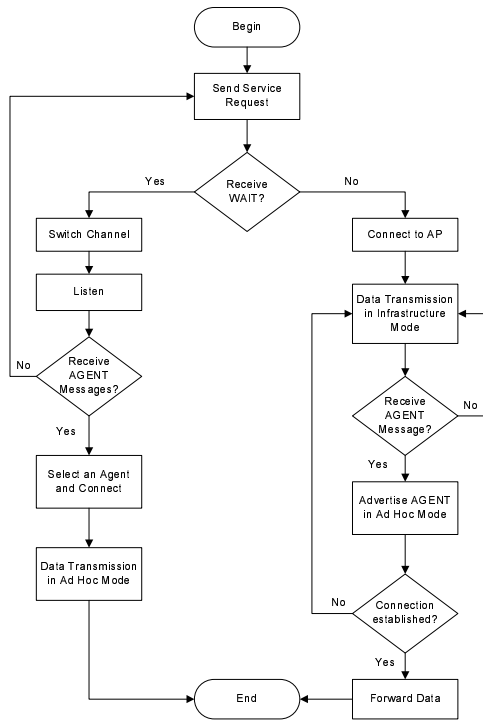 Begin
Send Service
Request
Receive
WAIT?
Yes
No
Switch Channel
Connect to AP
Listen
Data Transmission
in Infrastructure
Mode
Receive
AGENT
Messages?
No
Yes
Receive
AGENT
Message?
No
Yes
Select an Agent
and Connect
Advertise AGENT
in Ad Hoc Mode
Data Transmission
in Ad Hoc Mode
Connection
established?
No
Yes
End
Forward Data